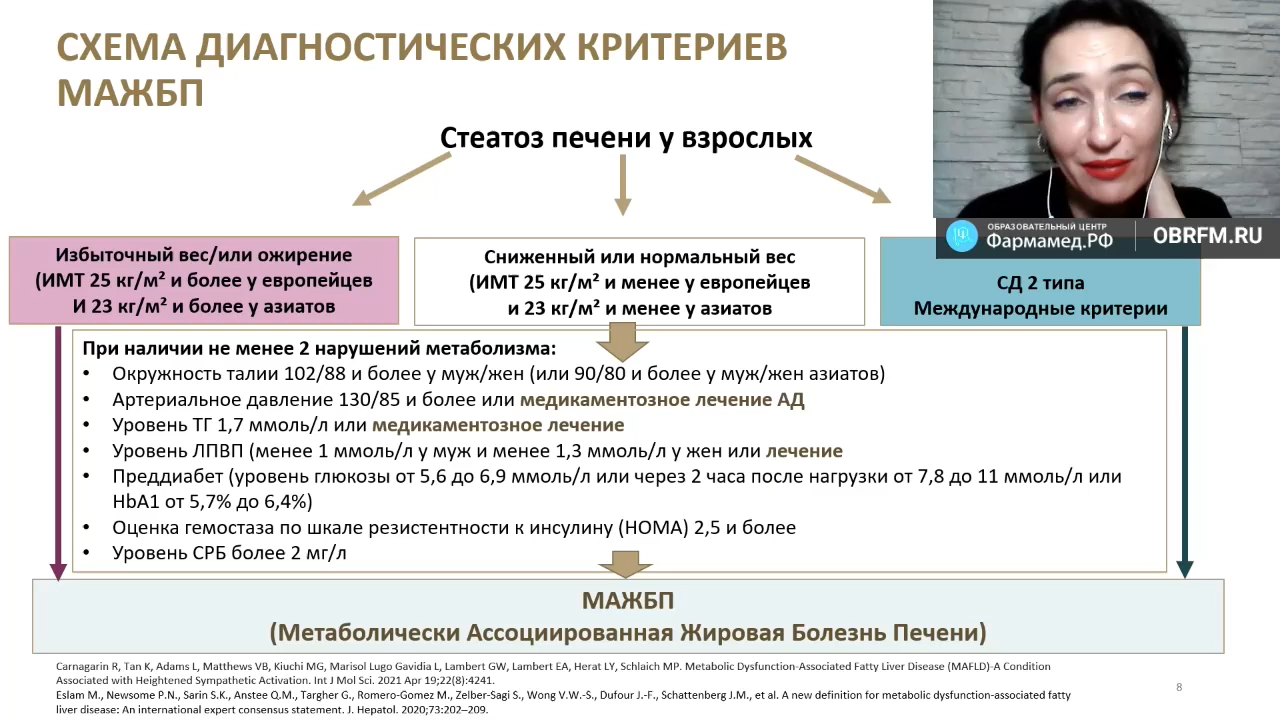 СХЕМА ДИАГНОСТИЧЕСКИХ КРИТЕРИЕВ
МАЖБП
Стеатоз печени у взрослых
ОБРАЗОВАТЕЛЬНЫЙ ЦЕНТР
Фармамед.РФ
OBRFM.RU
Избыточный вес/или ожирение
(ИМТ 25 кг/м² и более у европейцев
И 23 кг/м² и более у азиатов
Сниженный или нормальный вес
(ИМТ 25 кг/м² и менее у европейцев
и 23 кг/м² и менее у азиатов
СД 2 типа
Международные критерии
При наличии не менее 2 нарушений метаболизма:
• Окружность талии 102/88 и более у муж/жен (или 90/80 и более у муж/жен азиатов)
• Артериальное давление 130/85 и более или медикаментозное лечение АД
• Уровень ТГ 1,7 ммоль/л или медикаментозное лечение
• Уровень ЛПВП (менее 1 ммоль/л у муж и менее 1,3 ммоль/л у жен или лечение
• Преддиабет (уровень глюкозы от 5,6 до 6,9 ммоль/л или через 2 часа после нагрузки от 7,8 до 11 ммоль/л или
HbA1 от 5,7% до 6,4%)
• Оценка гемостаза по шкале резистентности к инсулину (НОМА) 2,5 и более
• Уровень СРБ более 2 мг/л
МАЖБП
(Метаболически Ассоциированная Жировая Болезнь Печени)
Carnagarin R, Tan K, Adams L, Matthews VB, Kiuchi MG, Marisol Lugo Gavidia L, Lambert GW, Lambert EA, Herat LY, Schlaich MP. Metabolic Dysfunction-Associated Fatty Liver Disease (MAFLD)-A Condition
Associated with Heightened Sympathetic Activation. Int J Mol Sci. 2021 Apr 19;22(8):4241.
Eslam M., Newsome P.N., Sarin S.K., Anstee Q.M., Targher G., Romero-Gomez M., Zelber-Sagi S., Wong V.W.-S., Dufour J.-F., Schattenberg J.M., et al. A new definition for metabolic dysfunction-associated fatty
liver disease: An international expert consensus statement. J. Hepatol. 2020;73:202–209.
8